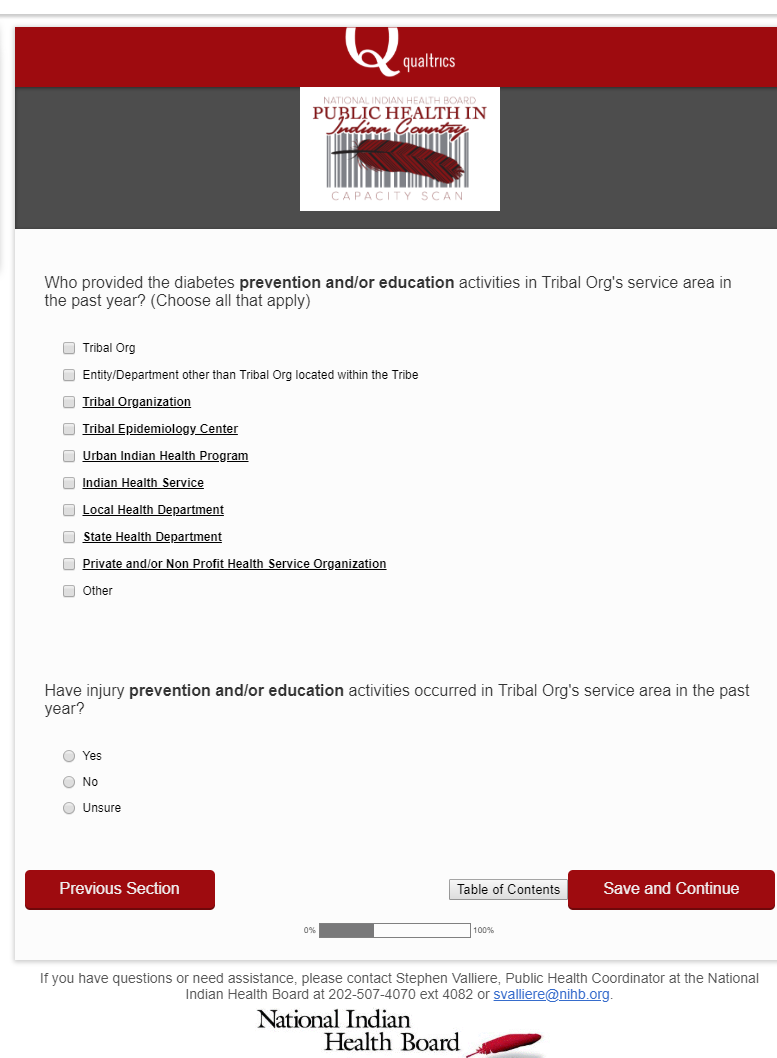 qualtrics
NATIONAL INDIAN HEALTH BOARD
PUBLIC HEALTH IN
Indian Country
CAPACITY SCAN
Who provided the diabetes prevention and/or education activities in Tribal Org's service area in
the past year? (Choose all that apply)
Tribal Org
Entity/Department other than Tribal Org located within the Tribe
Tribal Organization
Tribal Epidemiology Center
Urban Indian Health Program
Indian Health Service
Local Health Department
State Health Department
Private and/or Non Profit Health Service Organization
Other
Have injury prevention and/or education activities occurred in Tribal Org's service area in the past
year?
Yes
No
Unsure
Previous Section
Table of Contents
Save and Continue
0% 100%
If you have questions or need assistance, please contact Stephen Valliere, Public Health Coordinator at the National
Indian Health Board at 202-507-4070 ext 4082 or svalliere@nihb.org.
National Indian
Health Board